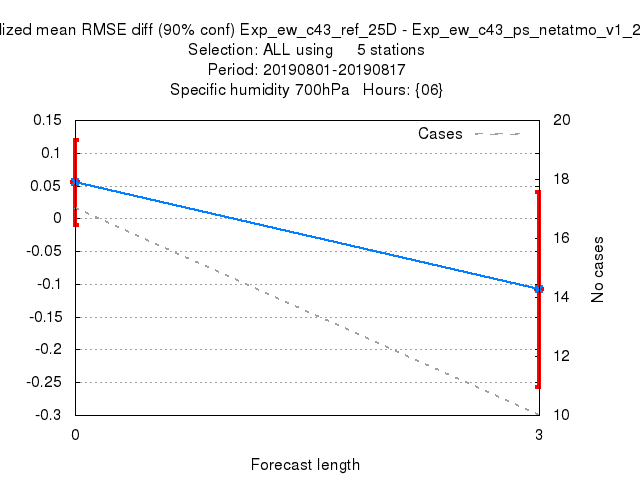 lized mean RMSE diff (90% conf) Exp_ew_c43_ref_25D - Exp_ew_c43_ps_netatmo_v1_2
Selection: ALL using 5 stations
Period: 20190801-20190817
Specific humidity 700hPa Hours: {06}
Cases
0.15
0.1
0.05
0
-0.05
-0.1
-0.15
-0.2
-0.25
-0.3
20
18
16
14
12
10
No cases
0
3
Forecast length